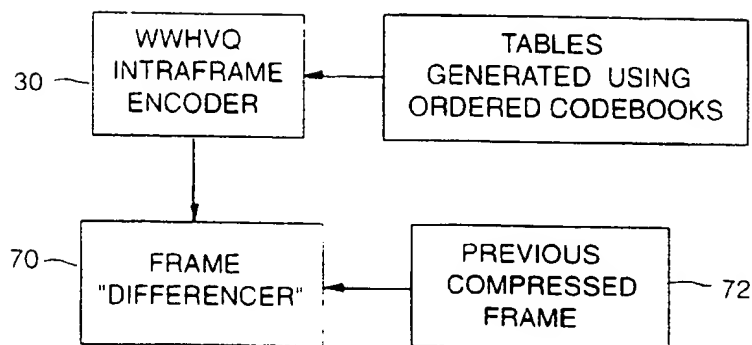 WWHVQ
INTRAFRAME
ENCODER
30
TABLES
GENERATED USING
ORDERED CODEBOOKS
70
FRAME
"DIFFERENCER"
PREVIOUS
COMPRESSED
FRAME
72